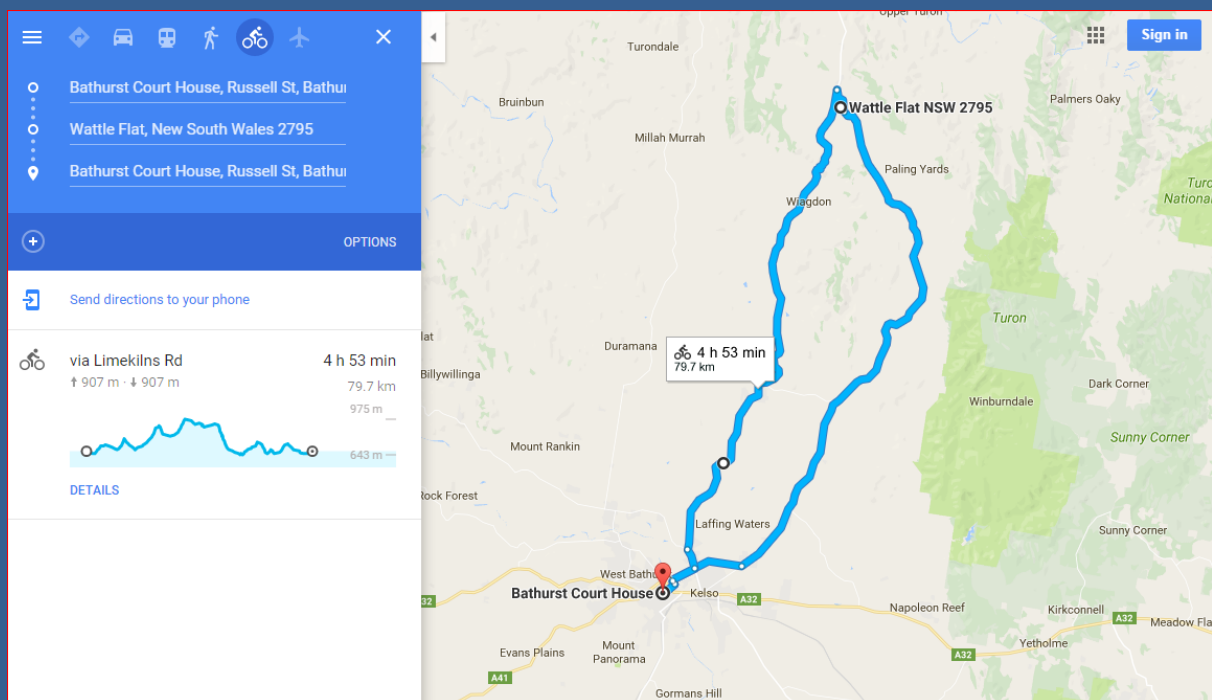 Bathurst Court House, Russell St, Bathur
Wattle Flat, New South Wales 2795
Bathurst Court House, Russell St, Bathur
OPTIONS
Send directions to your phone
via Limekilns Rd
4 h 53 min
↑ 907 m · ↓ 907 m
79.7 km
975 m
643 m
DETAILS
Upper Turon
Sign in
Turondale
Bruinbun
Wattle Flat NSW 2795
Palmers Oaky
Millah Murrah
Paling Yards
Turo
Nationa
Wiagdon
Turon
lat
Duramana
4 h 53 min
79.7 km
Billywillinga
Dark Corner
Winburndale
Mount Rankin
Sunny Corner
Rock Forest
Laffing Waters
Sunny Corner
West Bathu
Bathurst Court House
Kelso
A32
32
Napoleon Reef
Kirkconnell
A32
Meadow Fla
Yetholme
A32
Evans Plains
Mount
Panorama
A41
Gormans Hill